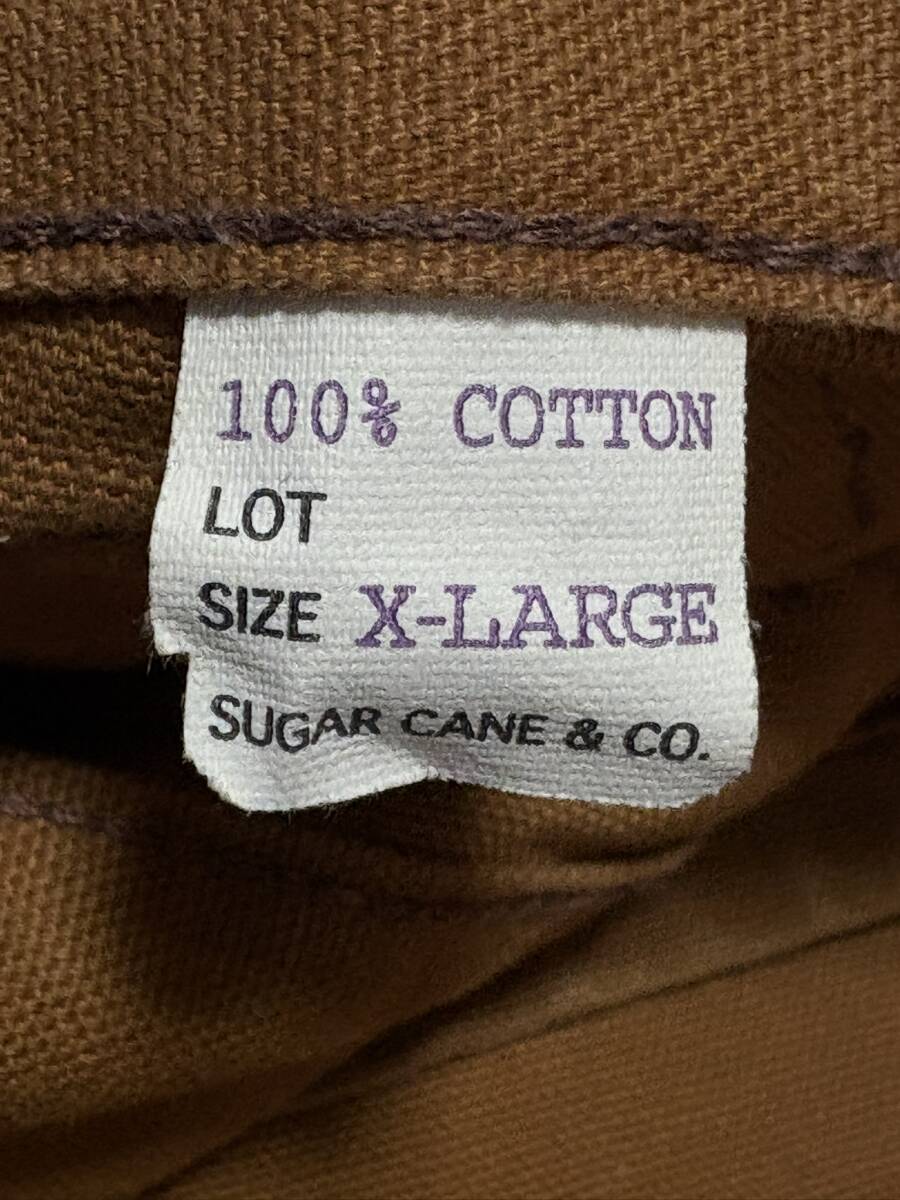 100% COTTON
LOT
SIZE X-LARGE
SUGAR CANE & CO.